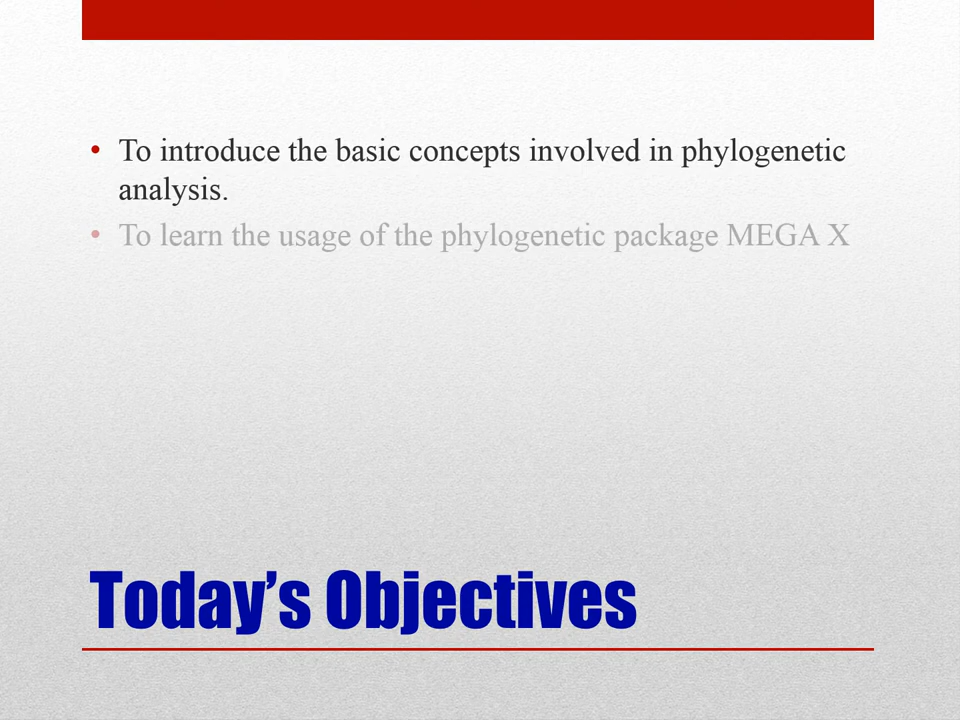 • To introduce the basic concepts involved in phylogenetic
analysis.
• To learn the usage of the phylogenetic package MEGA X
Today’s Objectives